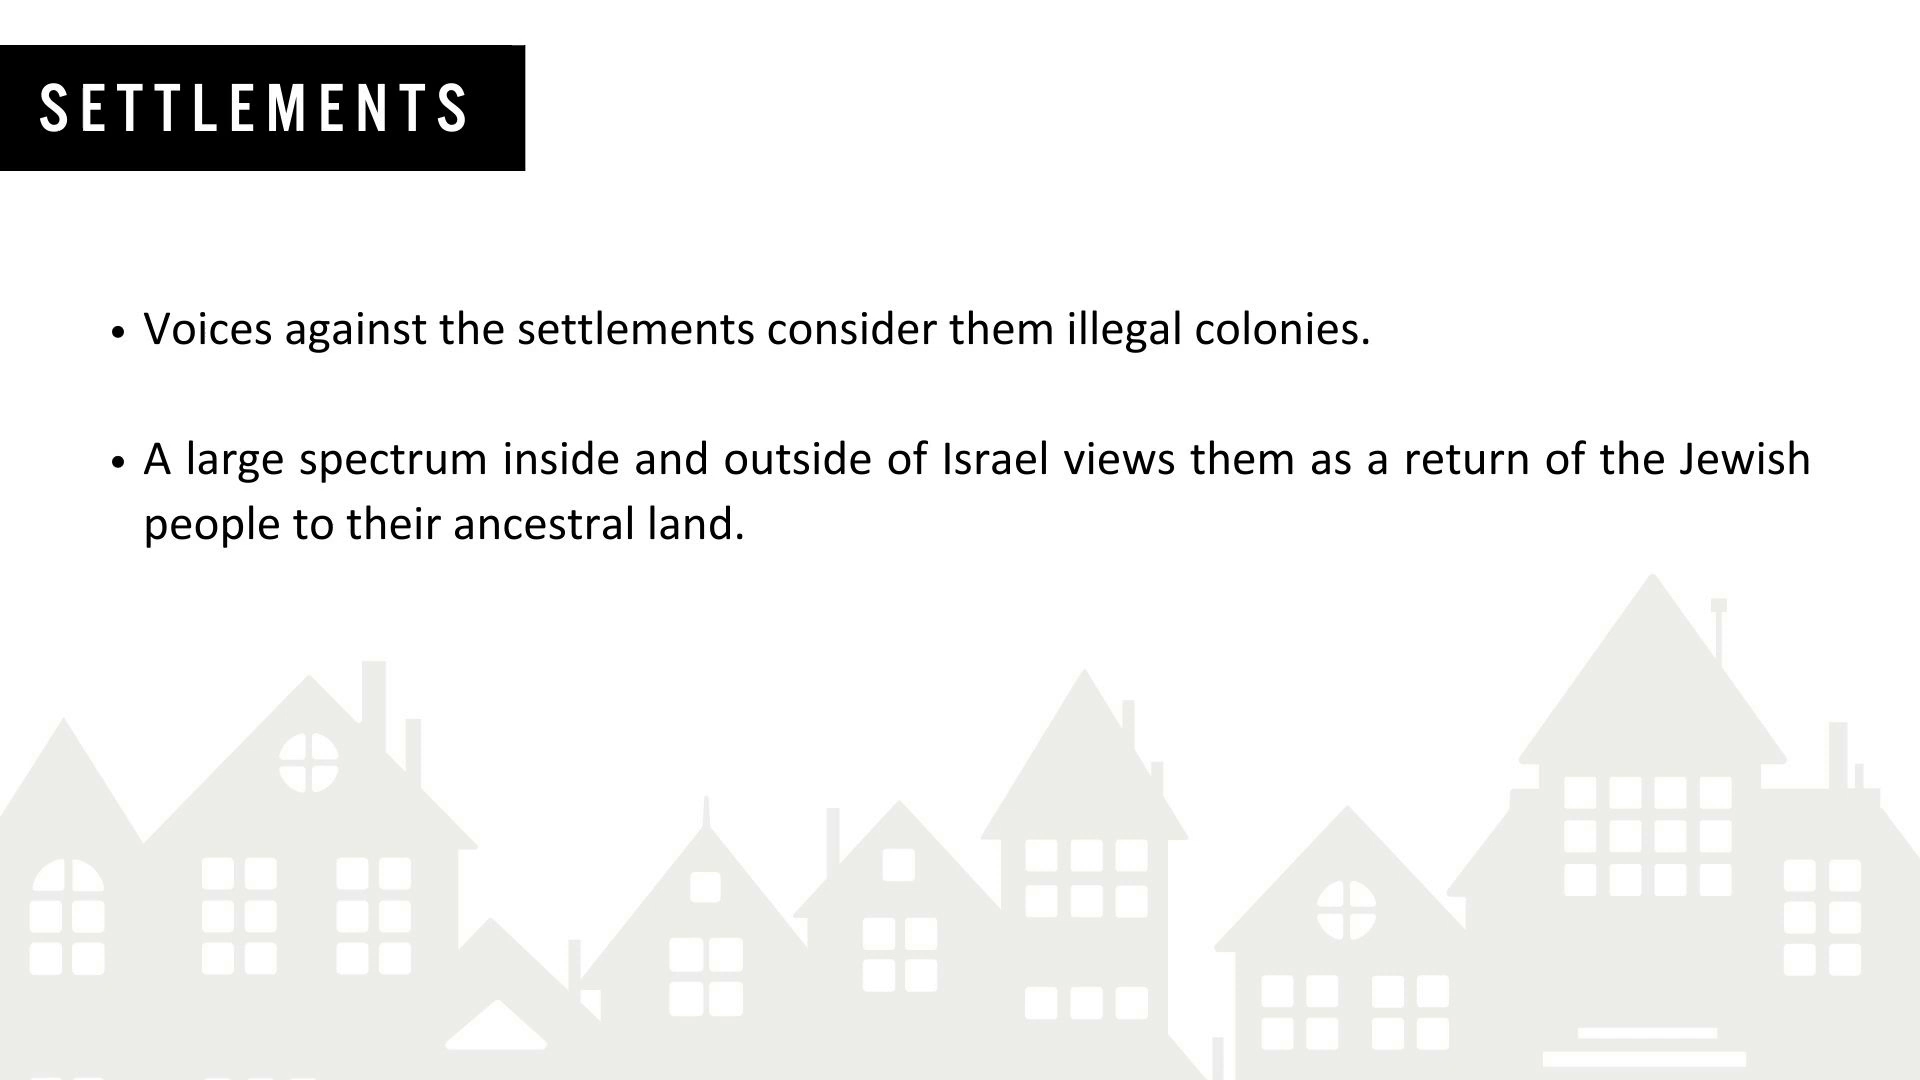 SETTLEMENTS
• Voices against the settlements consider them illegal colonies.
• A large spectrum inside and outside of Israel views them as a return of the Jewish
people to their ancestral land.